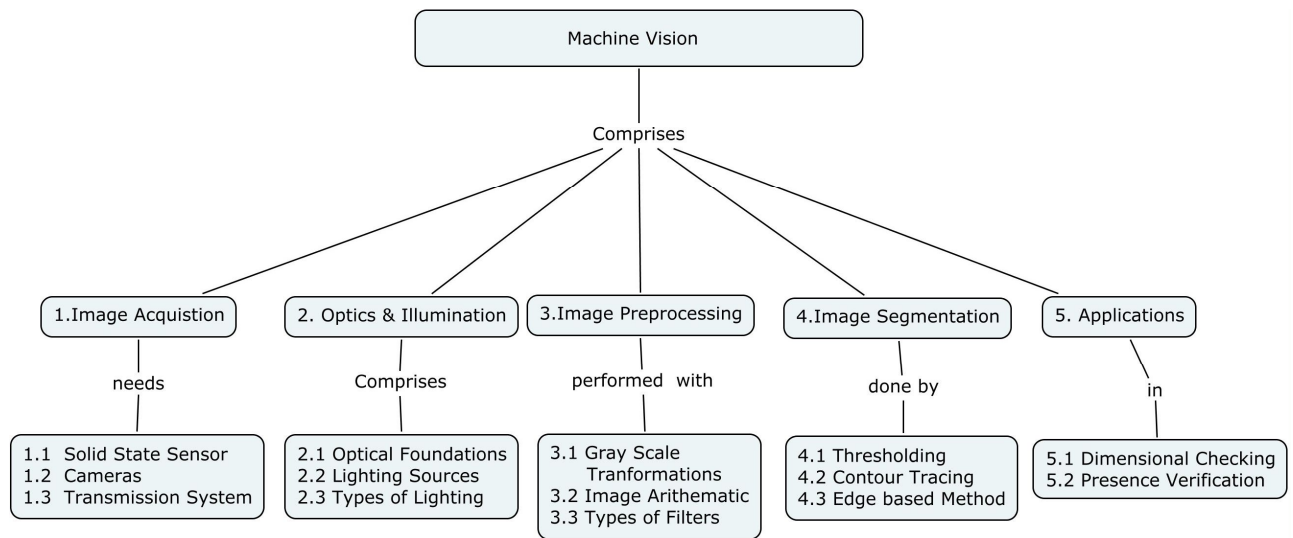 Machine Vision
Comprises
1.Image Acquistion
2. Optics & Illumination
3.Image Preprocessing
4.Image Segmentation
5. Applications
needs
Comprises
performed with
done by
in
1.1 Solid State Sensor
1.2 Cameras
1.3 Transmission System
2.1 Optical Foundations
2.2 Lighting Sources
2.3 Types of Lighting
3.1 Gray Scale
Tranformations
3.2 Image Arithematic
3.3 Types of Filters
4.1 Thresholding
4.2 Contour Tracing
4.3 Edge based Method
5.1 Dimensional Checking
5.2 Presence Verification